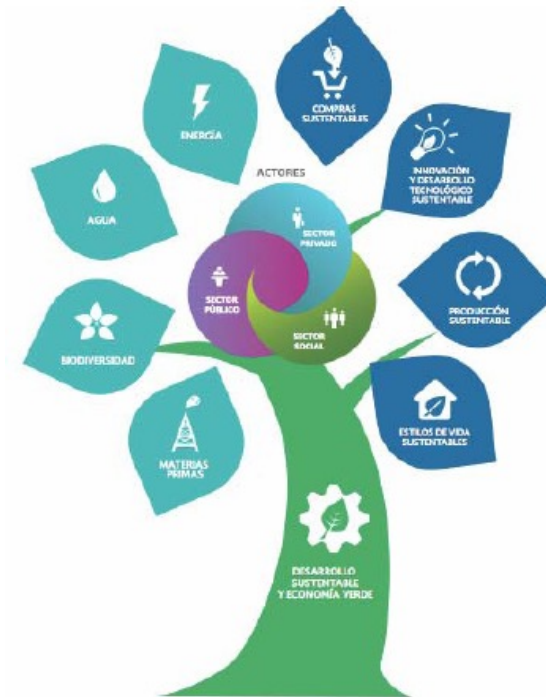 COMPRAS
SUSTENTABLES
ENERGÍA
INNOVACIÓN
Y DESARROLLO
TECNOLÓGICO
SUSTENTABLE
ACTORES
AGUA
SECTOR
PRIVADO
SECTOR
PÚBLICO
SECTOR
SOCIAL
PRODUCCIÓN
SUSTENTABLE
BIODIVERSIDAD
ESTILOS DE VIDA
SUSTENTABLES
MATERIAS
PRIMAS
DESARROLLO
SUSTENTABLE
Y ECONOMÍA VERDE